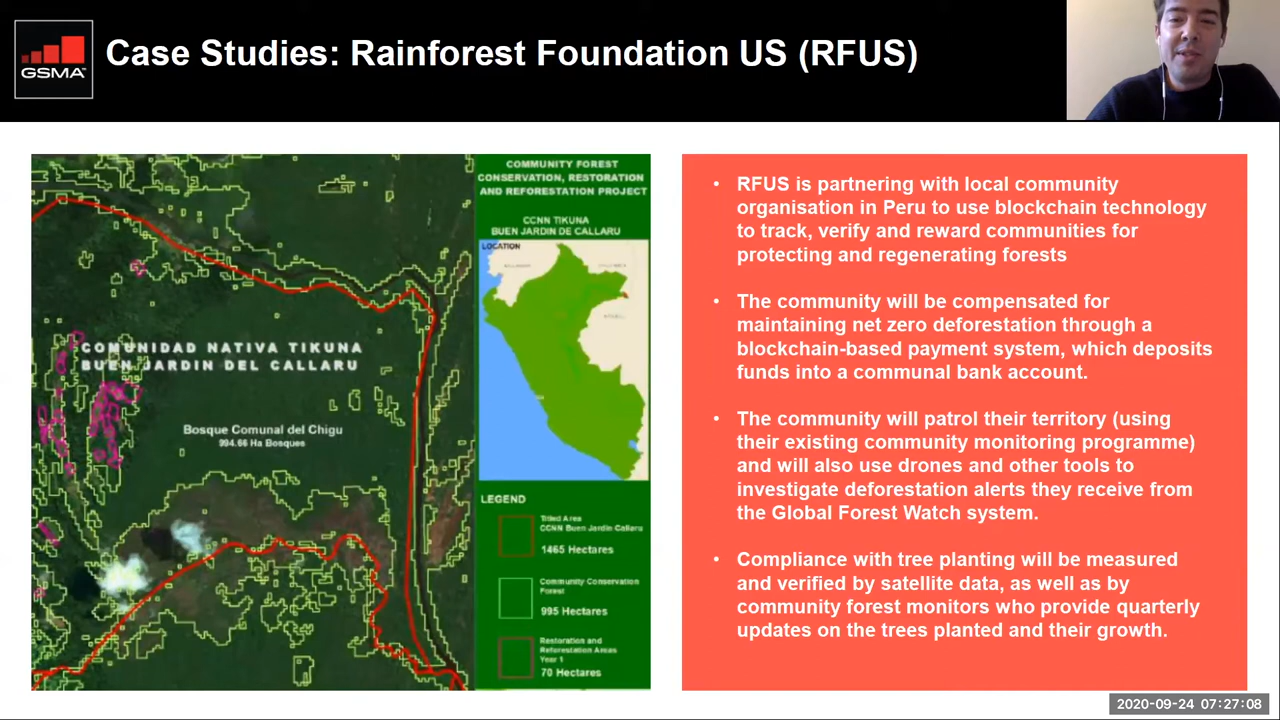 GSMA
Case Studies: Rainforest Foundation US (RFUS)
COMMUNITY FOREST
CONSERVATION, RESTORATION
AND REFORESTATION PROJECT
CCNN TIKUNA
BUEN JARDIN DE CALLARU
LOCATION
COMUNIDAD NATIVA TIKUNA
BUEN JARDIN DEL CALLARU
Bosque Comunal del Chigu
994.66 Ha Bosques
LEGEND
Titled Area
CCNN Buen Jardin Callaru
1465 Hectares
Community Conservation
Forest
995 Hectares
Restoration and
Reforestation Areas
Year 1
70 Hectares
• RFUS is partnering with local community
organisation in Peru to use blockchain technology
to track, verify and reward communities for
protecting and regenerating forests
• The community will be compensated for
maintaining net zero deforestation through a
blockchain-based payment system, which deposits
funds into a communal bank account.
• The community will patrol their territory (using
their existing community monitoring programme)
and will also use drones and other tools to
investigate deforestation alerts they receive from
the Global Forest Watch system.
• Compliance with tree planting will be measured
and verified by satellite data, as well as by
community forest monitors who provide quarterly
updates on the trees planted and their growth.
2020-09-24 07:27:08